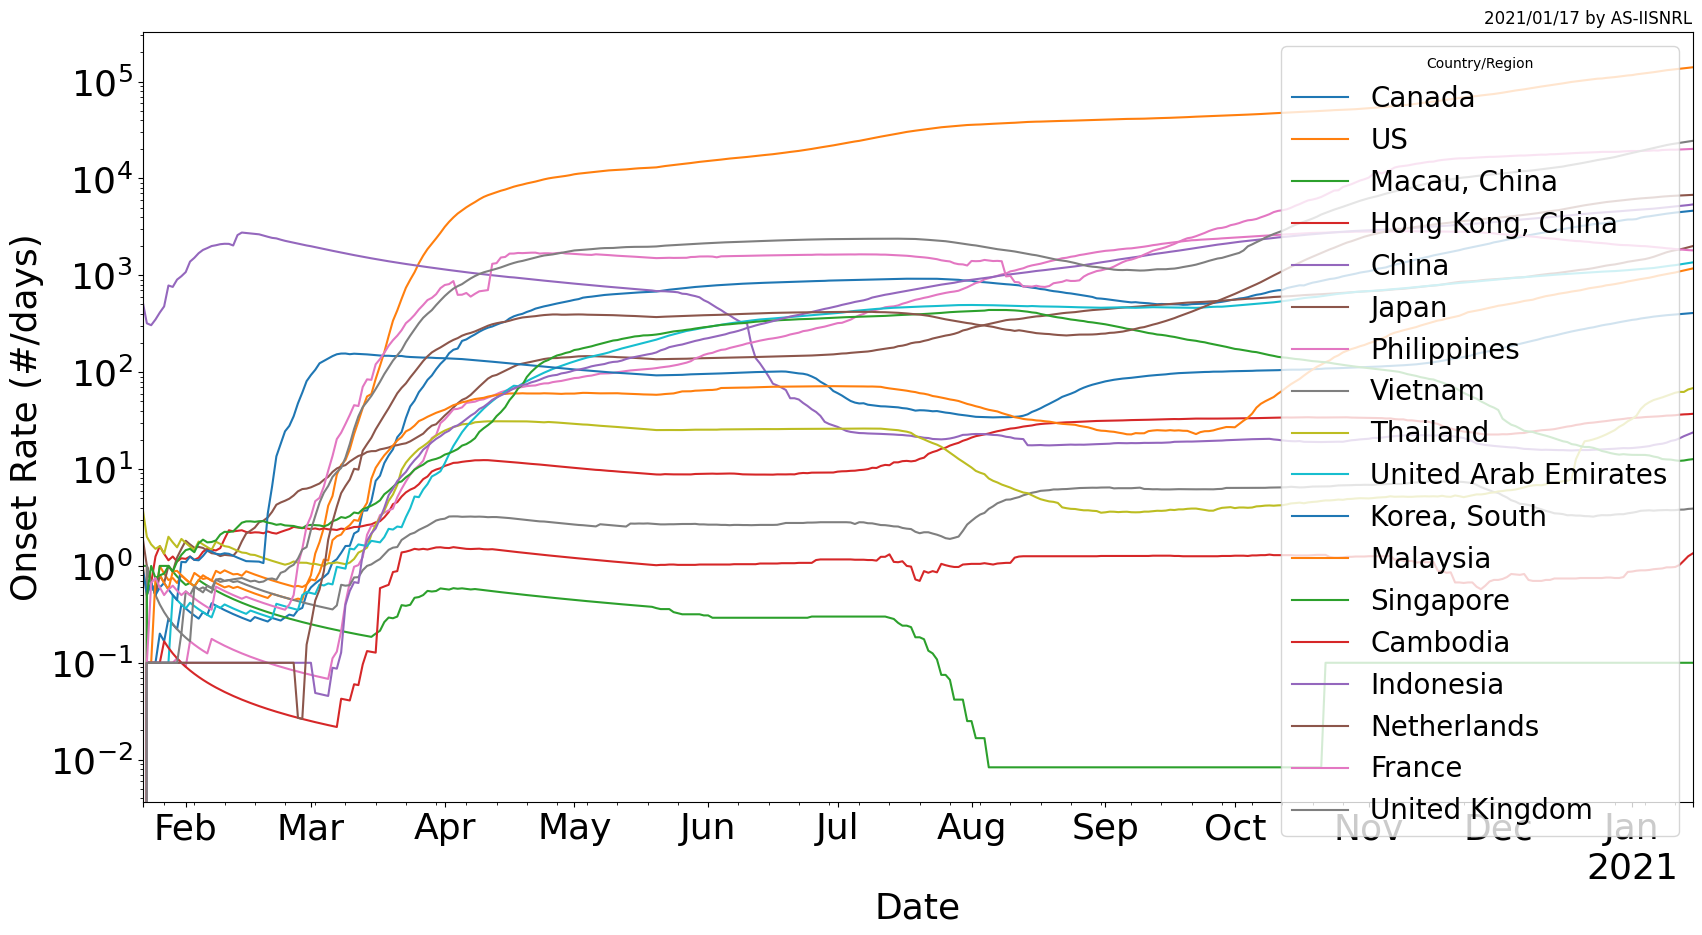 2021/01/17 by AS-IISNRL
Onset Rate (#/days)
10^5
10^4
10^3
10^2
10^1
10^0
10^-1
10^-2
Country/Region
Canada
US
Macau, China
Hong Kong, China
China
Japan
Philippines
Vietnam
Thailand
United Arab Emirates
Korea, South
Malaysia
Singapore
Cambodia
Indonesia
Netherlands
France
United Kingdom
Feb Mar Apr May Jun Jul Aug Sep Oct Nov Dec Jan
2021
Date